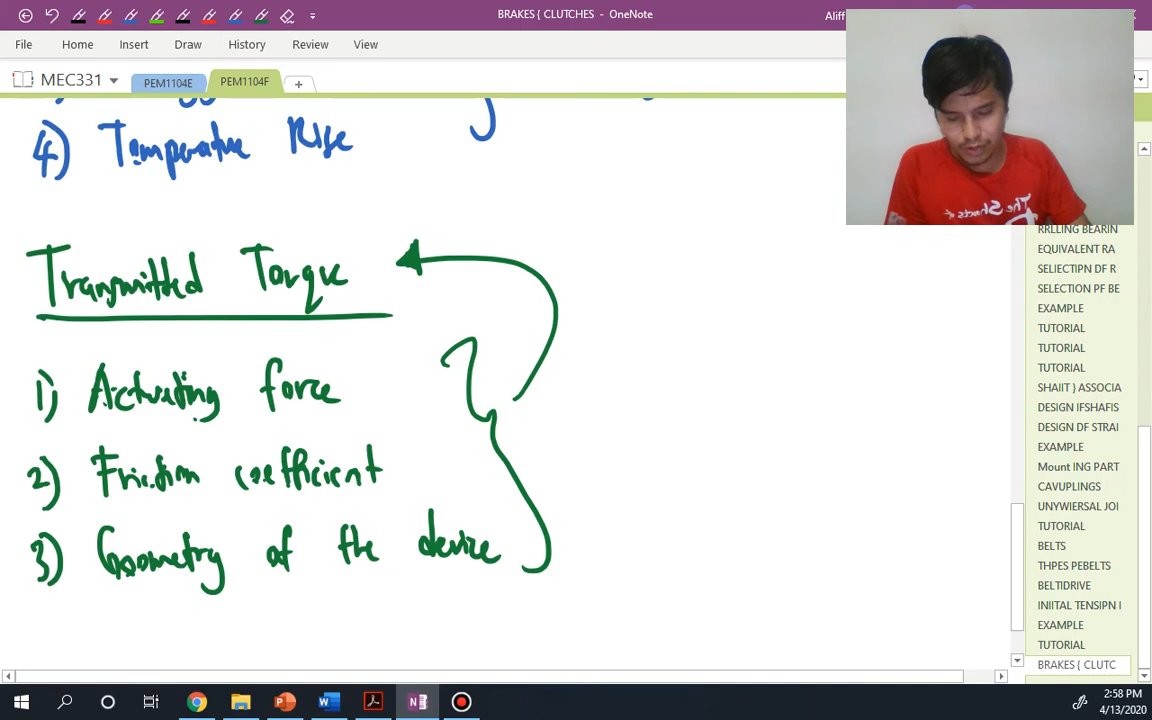 BRAKES { CLUTCHES - OneNote
Aliff
File Home Insert Draw History Review View
MEC331
PEM1104E
PEM1104F
4) Temperature Rise
Transmitted Torque
1) Actuating force
2) Friction coefficient
3) Geometry of the device
RRLLING BEARIN
EQUIVALENT RA
SELIECTIPN DF R
SELECTION PF BE
EXAMPLE
TUTORIAL
TUTORIAL
TUTORIAL
SHAIIT } ASSOCIA
DESIGN IFSHAFIS
DESIGN DF STRAI
EXAMPLE
Mount ING PART
CAVUPLINGS
UNYWIERSAL JOI
TUTORIAL
BELTS
THPES PEBELTS
BELTIDRIVE
INIITAL TENSIPN I
EXAMPLE
TUTORIAL
BRAKES { CLUTC
2:58 PM
4/13/2020